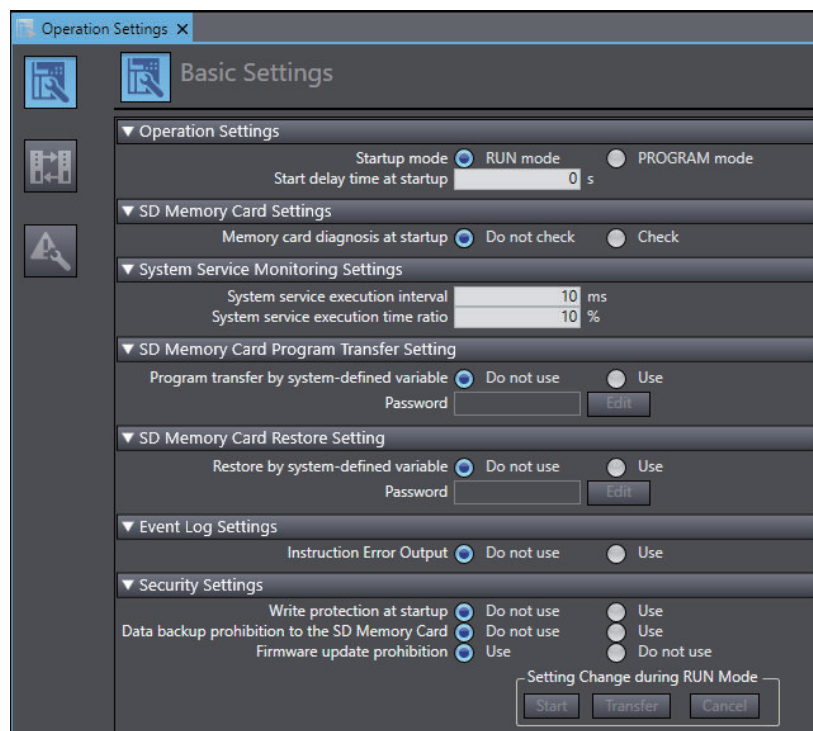 Operation Settings X
Basic Settings
▼ Operation Settings
Startup mode RUN mode PROGRAM mode
Start delay time at startup 0 s
▼ SD Memory Card Settings
Memory card diagnosis at startup Do not check Check
▼ System Service Monitoring Settings
System service execution interval 10 ms
System service execution time ratio 10 %
▼ SD Memory Card Program Transfer Setting
Program transfer by system-defined variable Do not use Use
Password Edit
▼ SD Memory Card Restore Setting
Restore by system-defined variable Do not use Use
Password Edit
▼ Event Log Settings
Instruction Error Output Do not use Use
▼ Security Settings
Write protection at startup Do not use Use
Data backup prohibition to the SD Memory Card Do not use Use
Firmware update prohibition Use Do not use
Setting Change during RUN Mode
Start Transfer Cancel